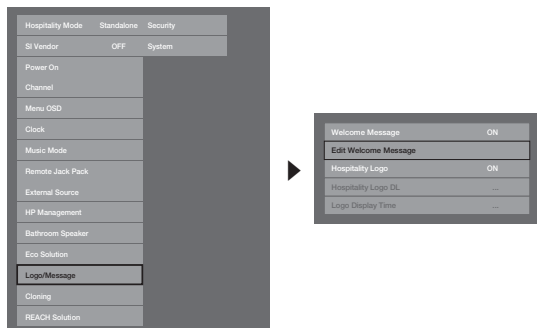 Hospitality Mode Standalone Security
SI Vendor OFF System
Power On
Channel
Menu OSD
Clock
Music Mode
Remote Jack Pack
External Source
HP Management
Bathroom Speaker
Eco Solution
Logo/Message
Cloning
REACH Solution
Welcome Message ON
Edit Welcome Message
Hospitality Logo ON
Hospitality Logo DL ...
Logo Display Time ...